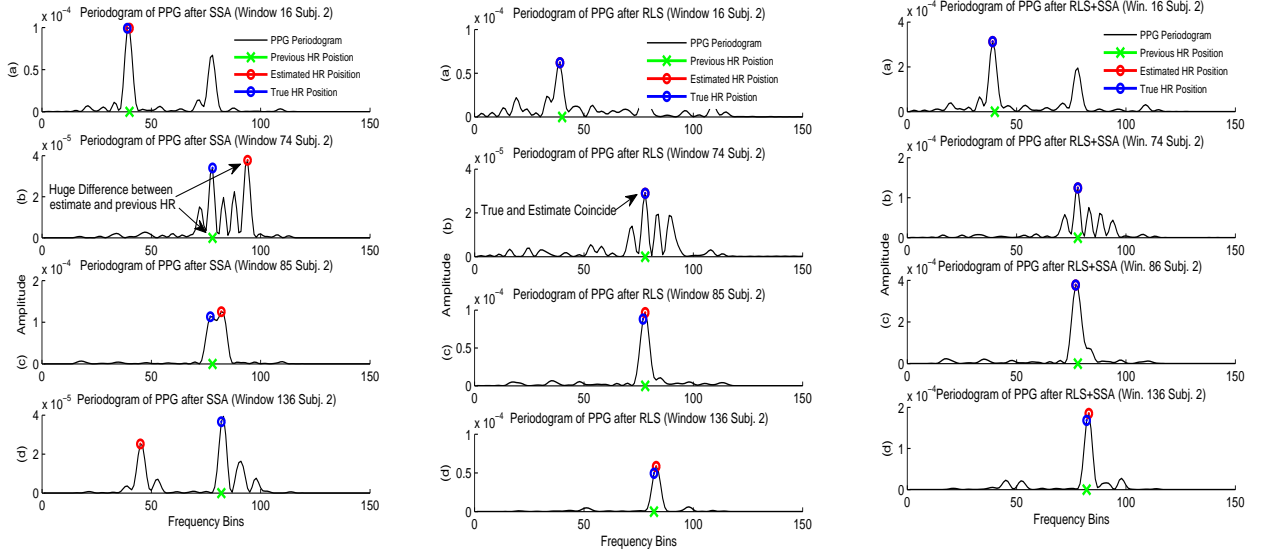 Periodogram of PPG after SSA (Window 16 Subj. 2)
x 10⁻⁴
1
0.5
0
(a)
PPG Periodogram
Previous HR Poistion
Estimated HR Poisition
True HR Position
0 50 100 150
Periodogram of PPG after SSA (Window 74 Subj. 2)
x 10⁻⁵
4
2
0
(b)
Huge Difference between
estimate and previous HR
0 50 100 150
Periodogram of PPG after SSA (Window 85 Subj. 2)
x 10⁻⁴
2
1
0
Amplitude
(c)
0 50 100 150
Periodogram of PPG after SSA (Window 136 Subj. 2)
x 10⁻⁵
4
2
0
(d)
0 50 100 150
Frequency Bins
Periodogram of PPG after RLS (Window 16 Subj. 2)
x 10⁻⁴
1
0.5
0
(a)
PPG Periodogram
Previous HR Poistion
Estimated HR Position
True HR Poistion
0 50 100 150
Periodogram of PPG after RLS (Window 74 Subj. 2)
x 10⁻⁵
4
2
0
(b)
True and Estimate Coincide
0 50 100 150
Periodogram of PPG after RLS (Window 85 Subj. 2)
x 10⁻⁴
1
0.5
0
Amplitude
(c)
0 50 100 150
Periodogram of PPG after RLS (Window 136 Subj. 2)
x 10⁻⁴
1
0.5
0
(d)
0 50 100 150
Frequency Bins
Periodogram of PPG after RLS+SSA (Win. 16 Subj. 2)
x 10⁻⁴
4
2
0
(a)
PPG Periodogram
Previous HR Poistion
Estimated HR Position
True HR Poistion
0 50 100 150
Periodogram of PPG after RLS+SSA (Win. 74 Subj. 2)
x 10⁻⁴
2
1
0
(b)
0 50 100 150
Periodogram of PPG after RLS+SSA (Win. 86 Subj. 2)
x 10⁻⁴
4
2
0
Amplitude
(c)
0 50 100 150
Periodogram of PPG after RLS+SSA (Win. 136 Subj. 2)
x 10⁻⁴
2
1
0
(d)
0 50 100 150
Frequency Bins